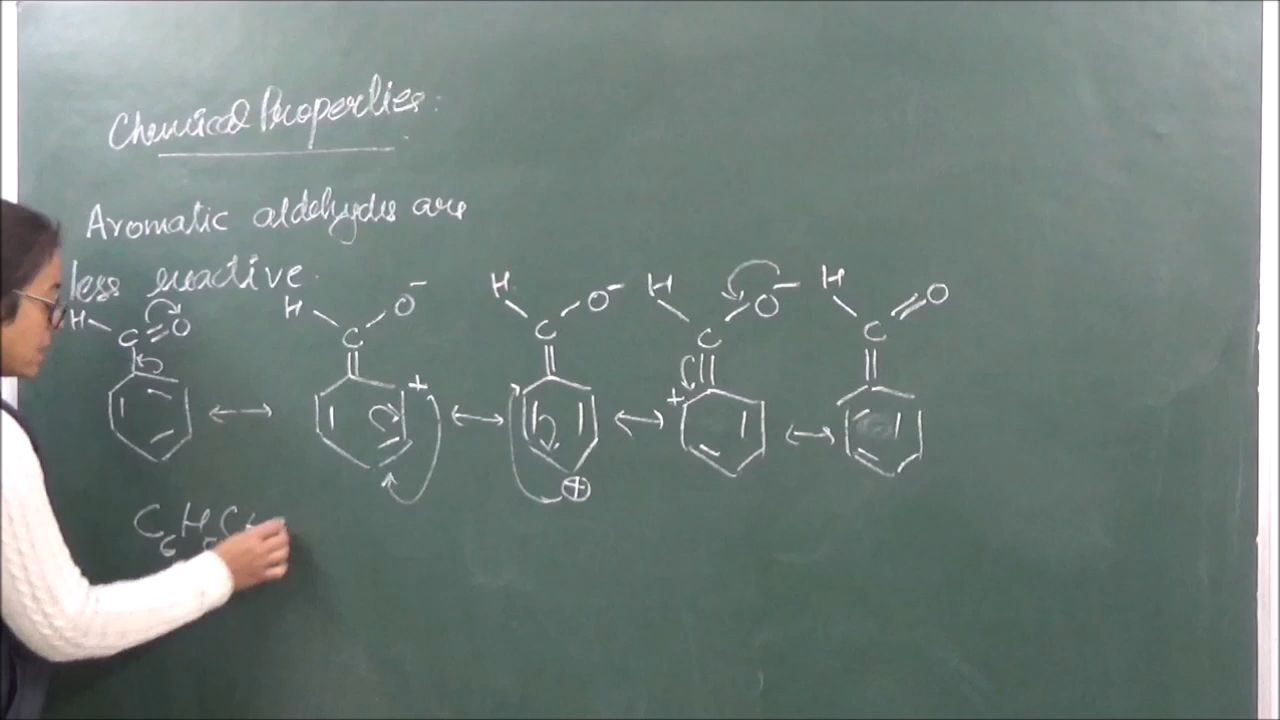 Chemical Properties:
Aromatic aldehydes are
less reactive.
H C O
H C O⁻ +
H C O⁻ ⊕
H C O⁻ +
H C O
C₆H₅C